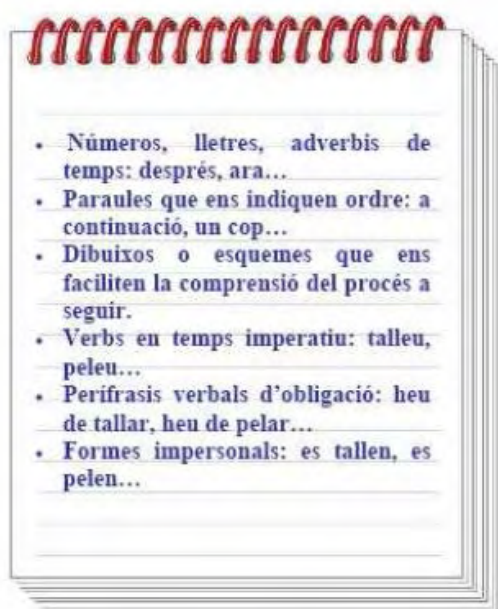 • Números, lletres, adverbis de
temps: després, ara...
• Paraules que ens indiquen ordre: a
continuació, un cop...
• Dibuixos o esquemes que ens
faciliten la comprensió del procés a
seguir.
• Verbs en temps imperatiu: talleu,
peleu...
• Perífrasis verbals d'obligació: heu
de tallar, heu de pelar...
• Formes impersonals: es tallen, es
pelen...